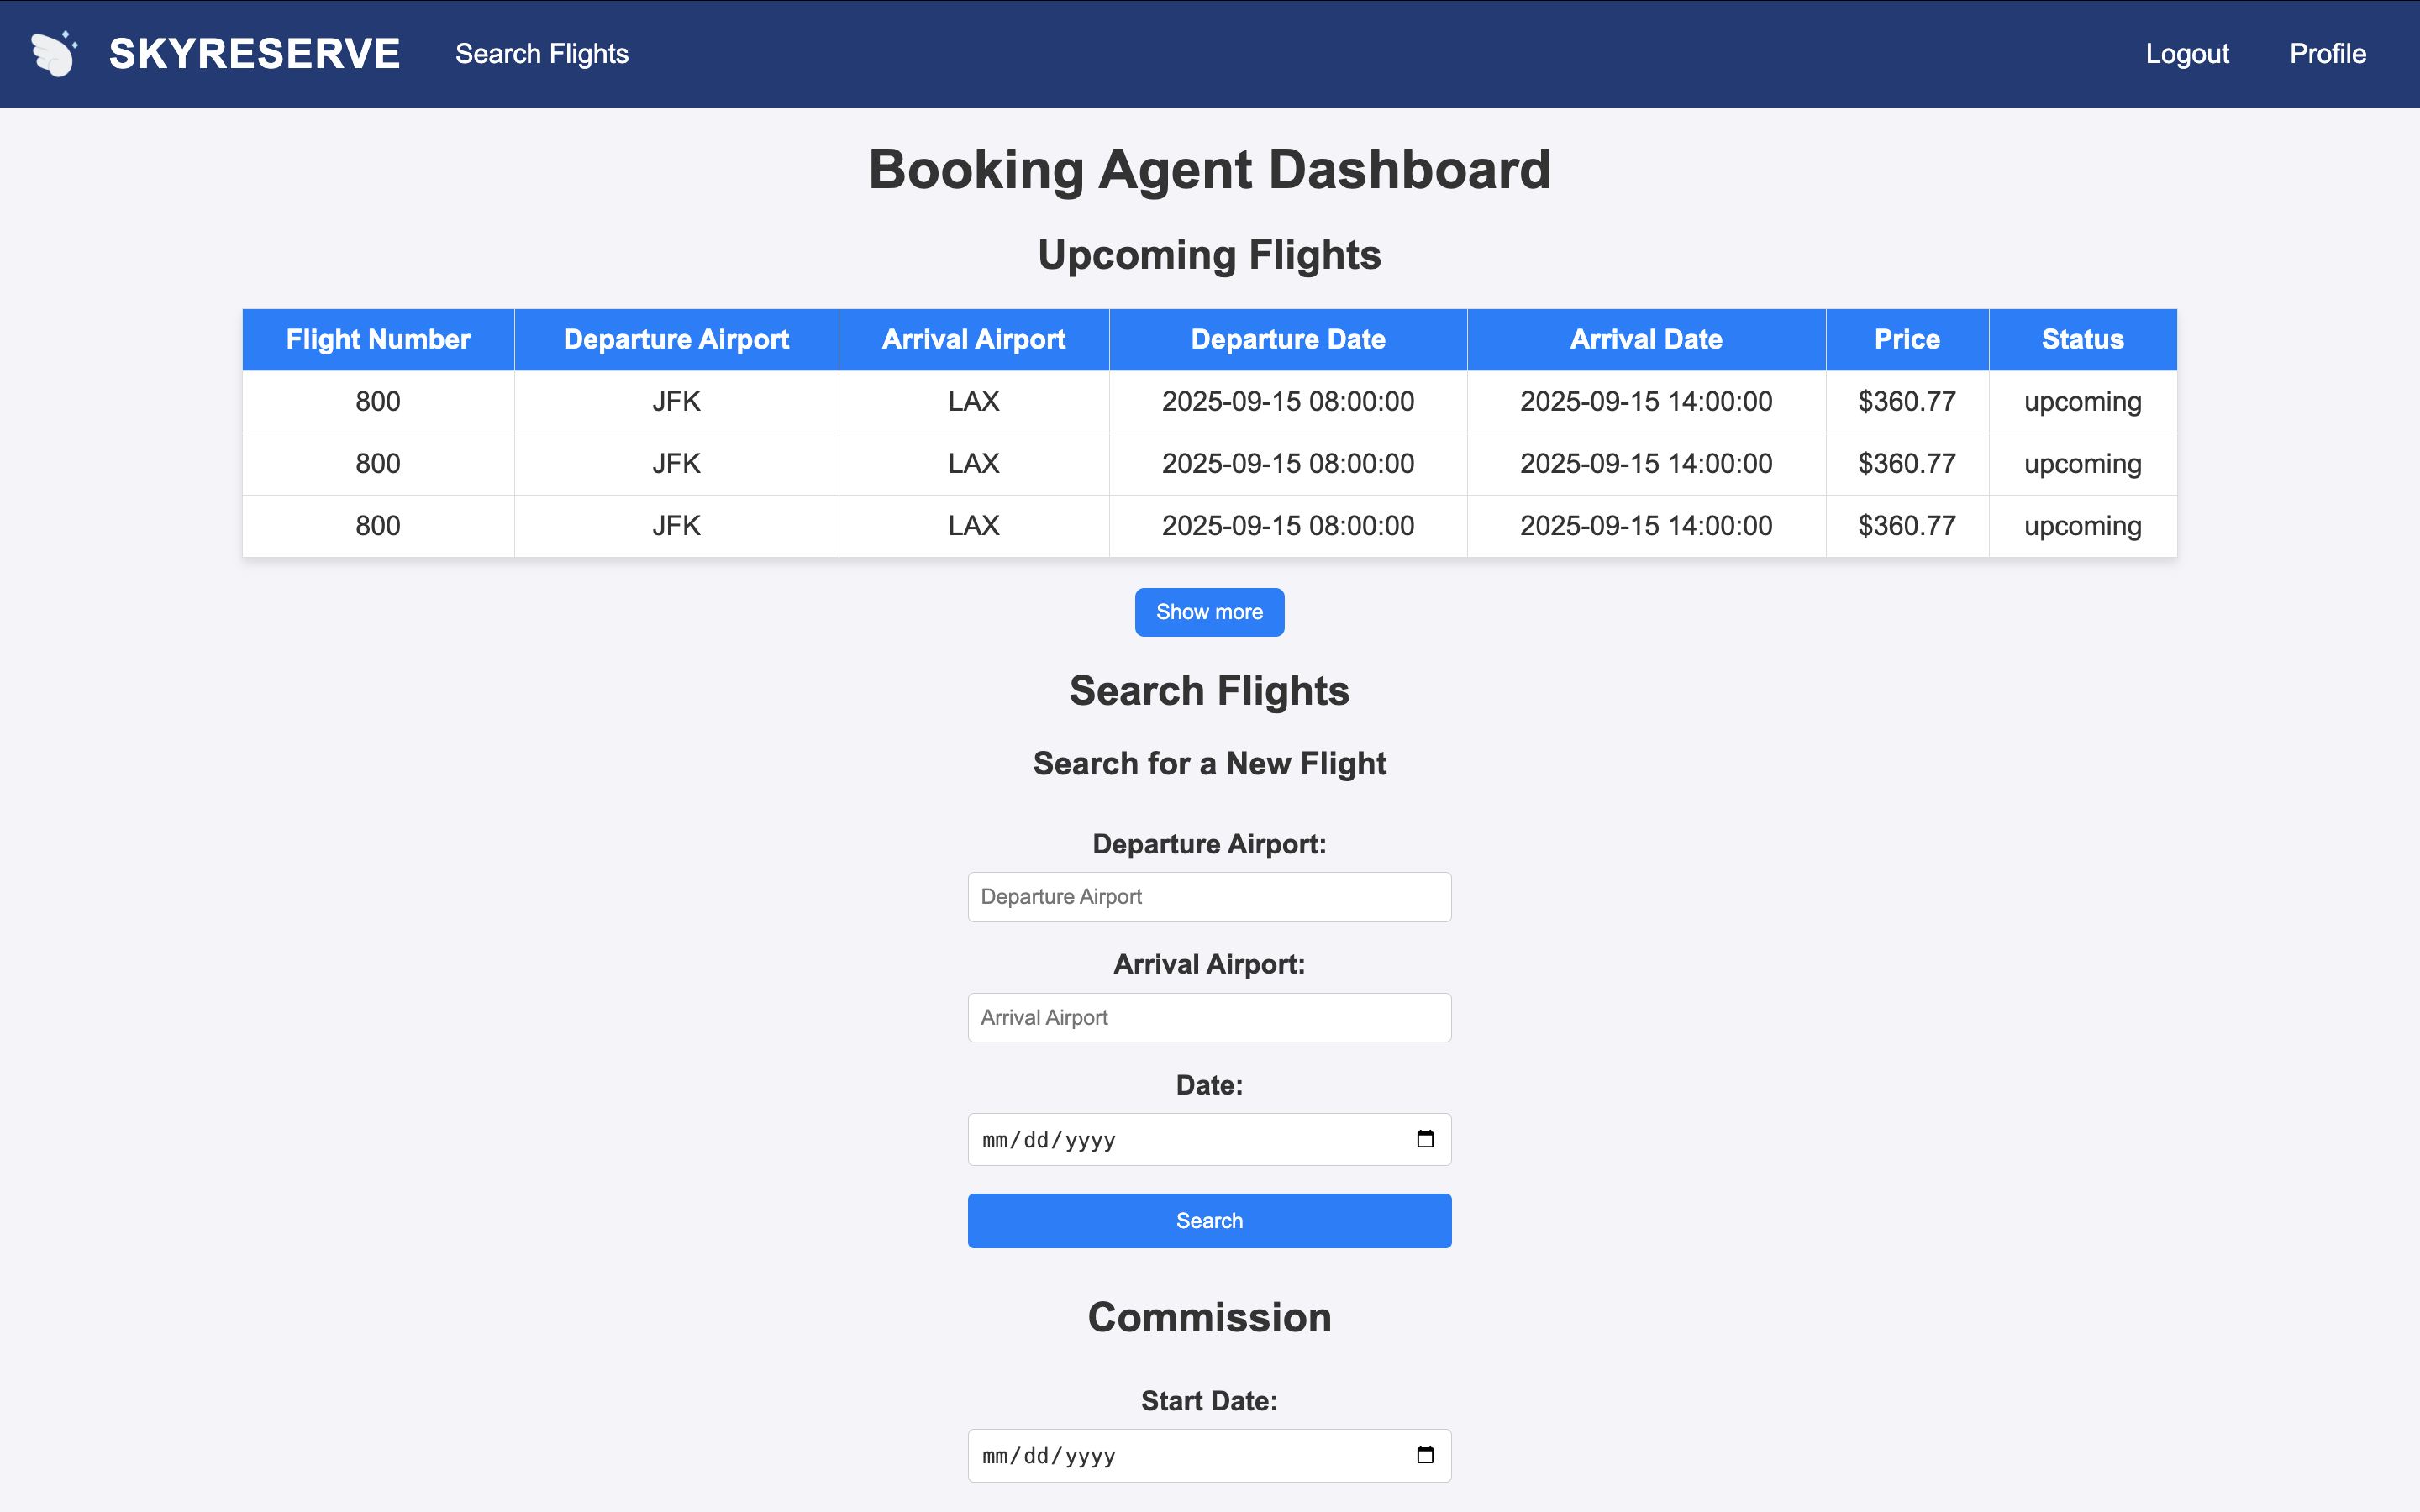 SKYRESERVE Search Flights Logout Profile
Booking Agent Dashboard
Upcoming Flights
Flight Number Departure Airport Arrival Airport Departure Date Arrival Date Price Status
800 JFK LAX 2025-09-15 08:00:00 2025-09-15 14:00:00 $360.77 upcoming
800 JFK LAX 2025-09-15 08:00:00 2025-09-15 14:00:00 $360.77 upcoming
800 JFK LAX 2025-09-15 08:00:00 2025-09-15 14:00:00 $360.77 upcoming
Show more
Search Flights
Search for a New Flight
Departure Airport:
Departure Airport
Arrival Airport:
Arrival Airport
Date:
mm/dd/yyyy
Search
Commission
Start Date:
mm/dd/yyyy